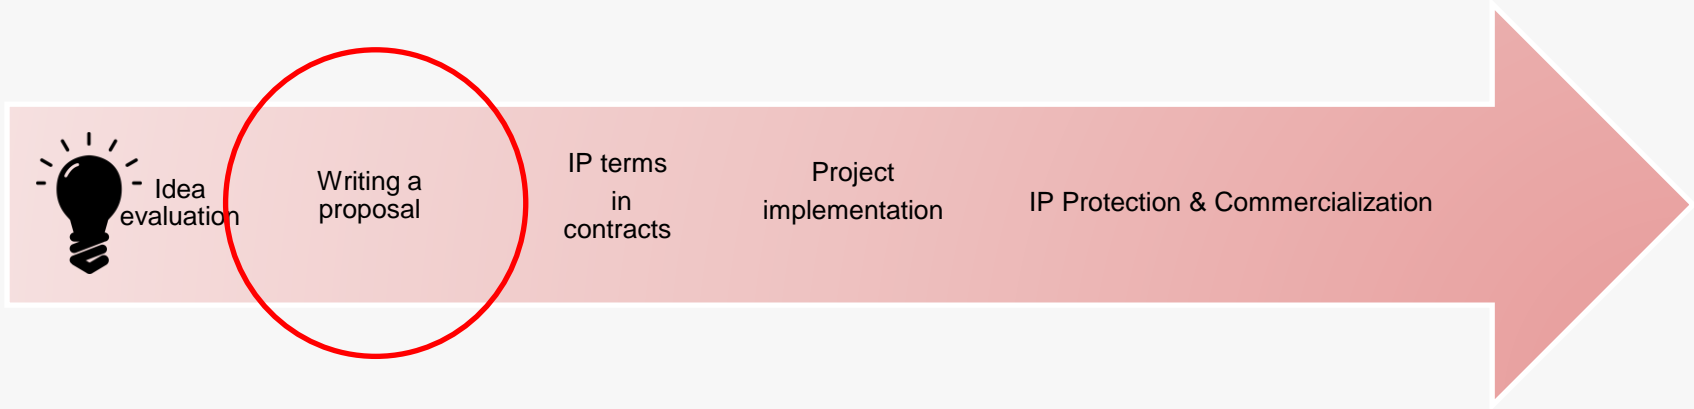 Idea
evaluation
Writing a
proposal
IP terms
in
contracts
Project
implementation
IP Protection & Commercialization